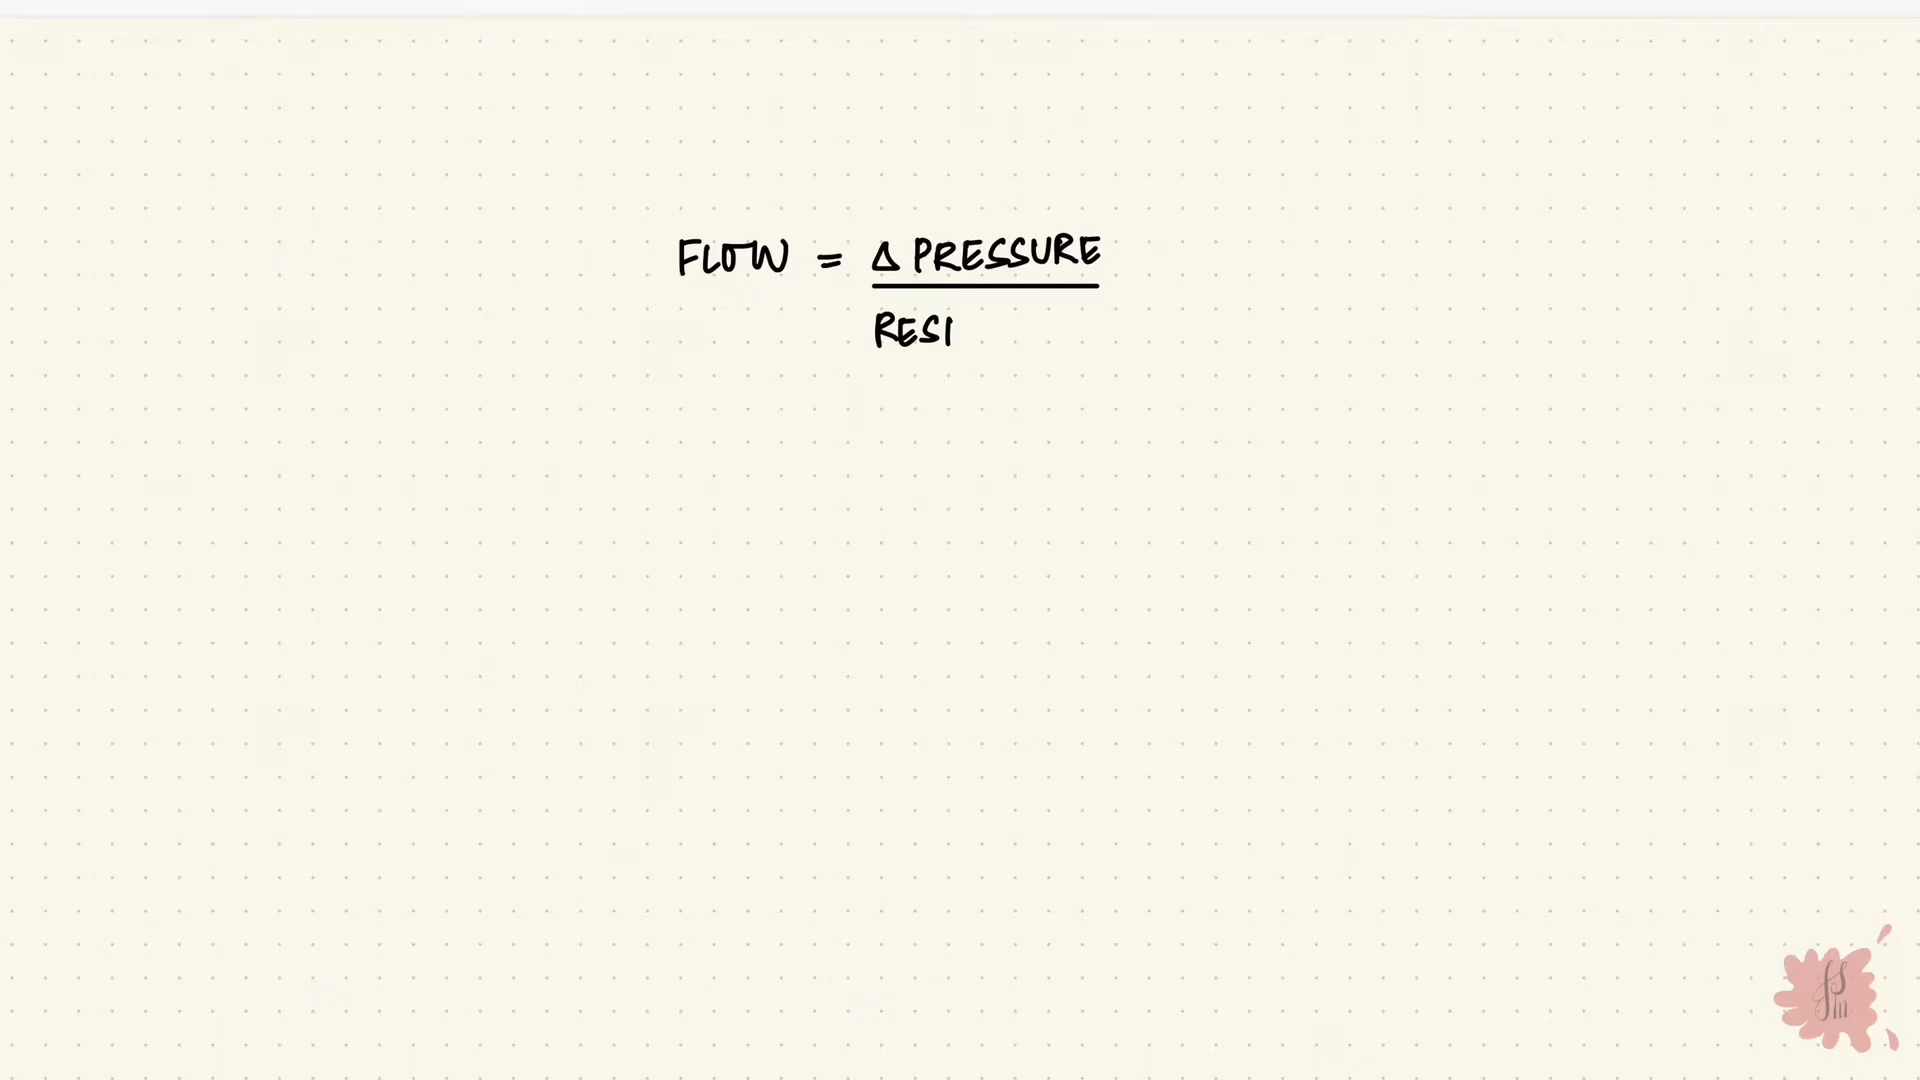 FLOW = Δ PRESSURE
RESI